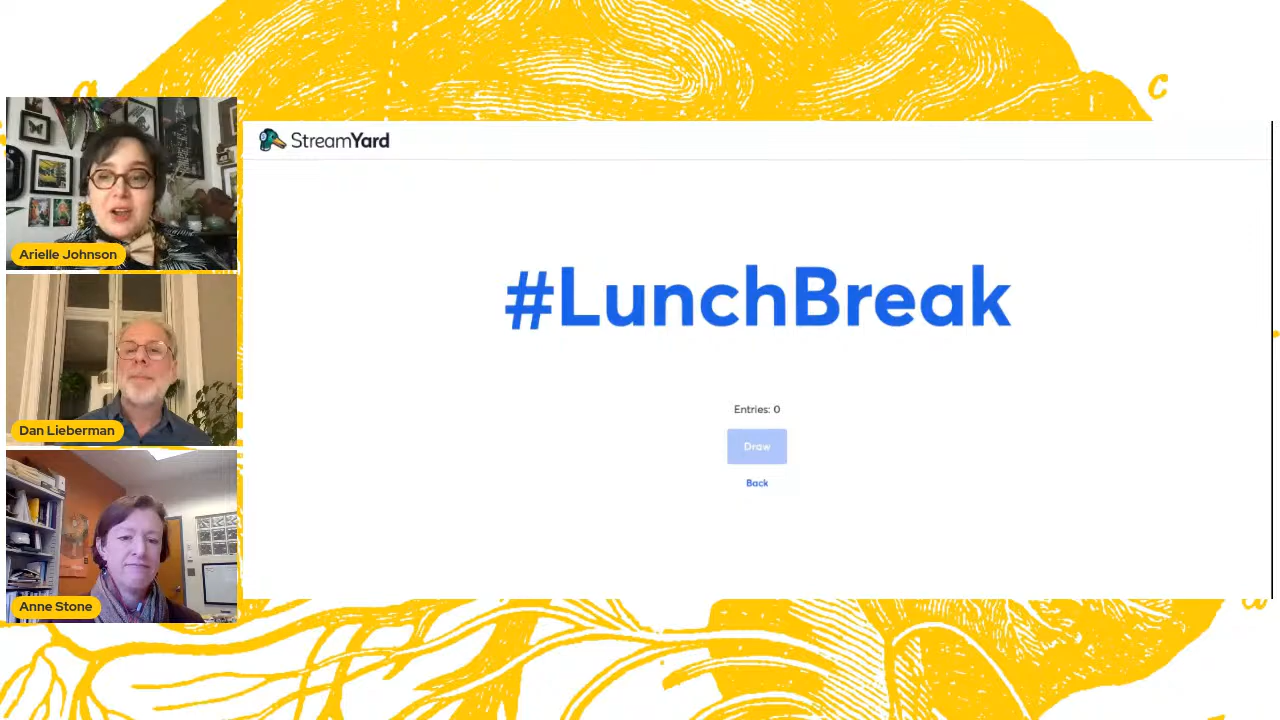 a
c
StreamYard
Arielle Johnson
#LunchBreak
Dan Lieberman
Entries: 0
Draw
Back
Anne Stone